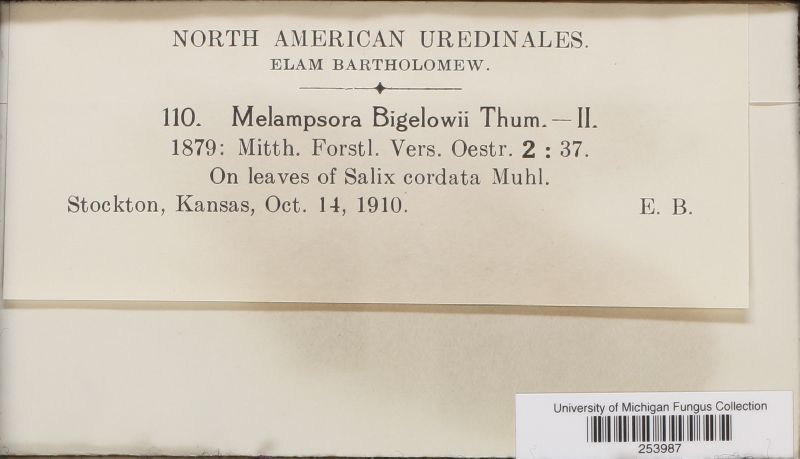 NORTH AMERICAN UREDINALES.
ELAM BARTHOLOMEW.
110. Melampsora Bigelowii Thum. — II.
1879: Mitth. Forstl. Vers. Oestr. 2 : 37.
On leaves of Salix cordata Muhl.
Stockton, Kansas, Oct. 14, 1910. E. B.
University of Michigan Fungus Collection
253987